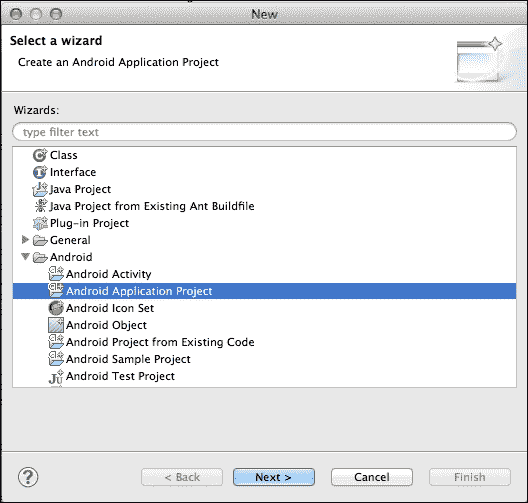 New
Select a wizard
Create an Android Application Project
Wizards:
type filter text
Class
Interface
Java Project
Java Project from Existing Ant Buildfile
Plug-in Project
General
Android
Android Activity
Android Application Project
Android Icon Set
Android Object
Android Project from Existing Code
Android Sample Project
Android Test Project
? < Back Next > Cancel Finish